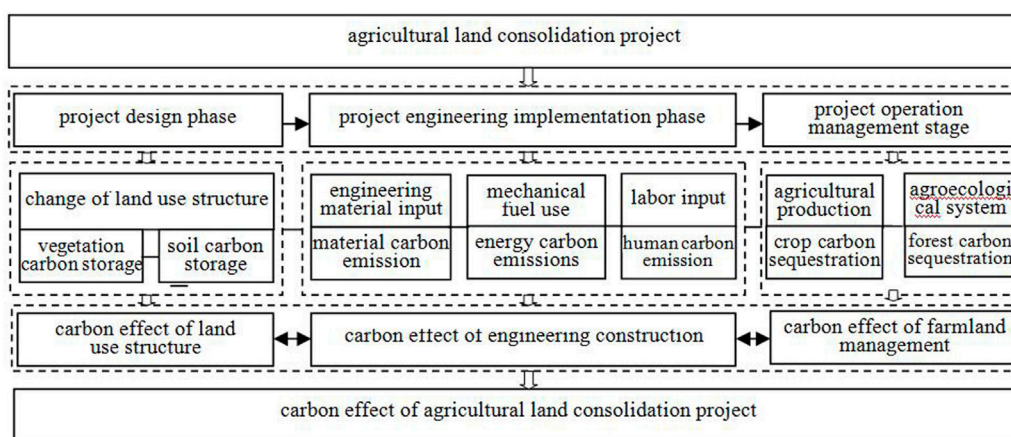 agricultural land consolidation project
project design phase
project engineering implementation phase
project operation
management stage
change of land use structure
vegetation
carbon storage
soil carbon
storage
engineering
material input
mechanical
fuel use
labor input
material carbon
emission
energy carbon
emissions
human carbon
emission
agricultural
production
agroecologi
cal system
crop carbon
sequestration
forest carbon
sequestration
carbon effect of land
use structure
carbon effect of engineering construction
carbon effect of farmland
management
carbon effect of agricultural land consolidation project